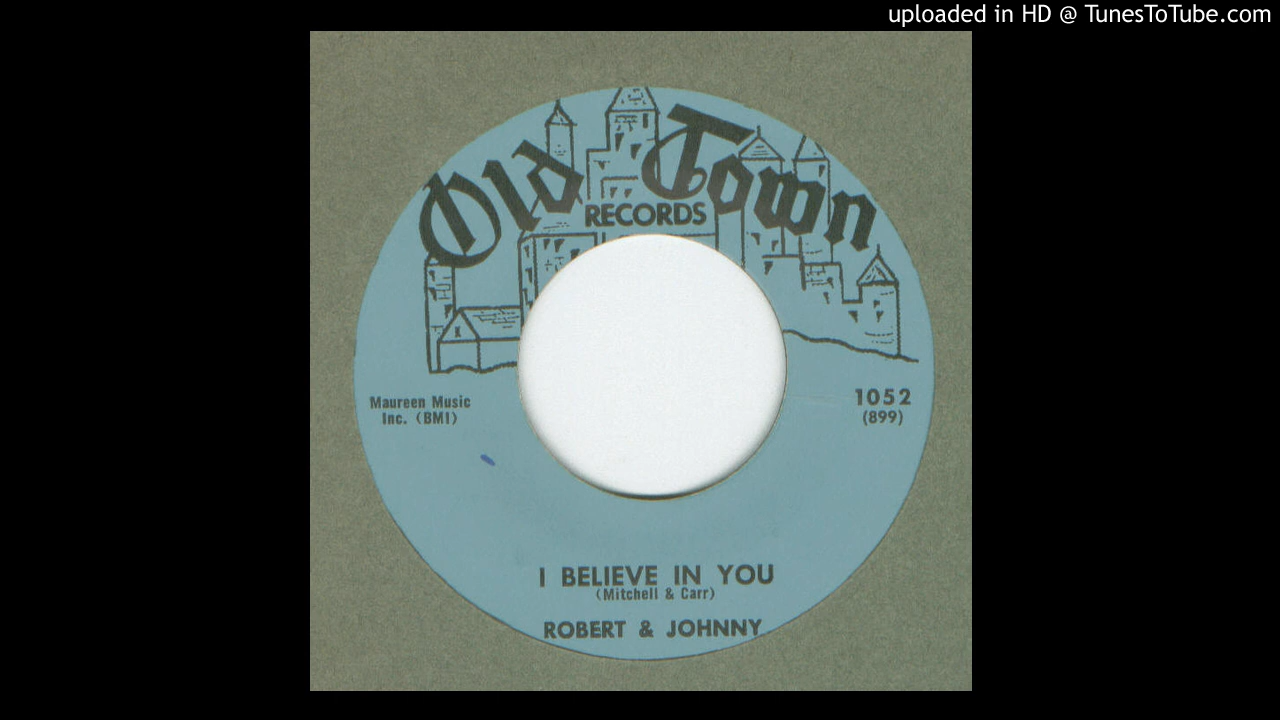 uploaded in HD @ TunesToTube.com
Old Town
RECORDS
Maureen Music
Inc. (BMI)
1052
(899)
I BELIEVE IN YOU
(Mitchell & Carr)
ROBERT & JOHNNY